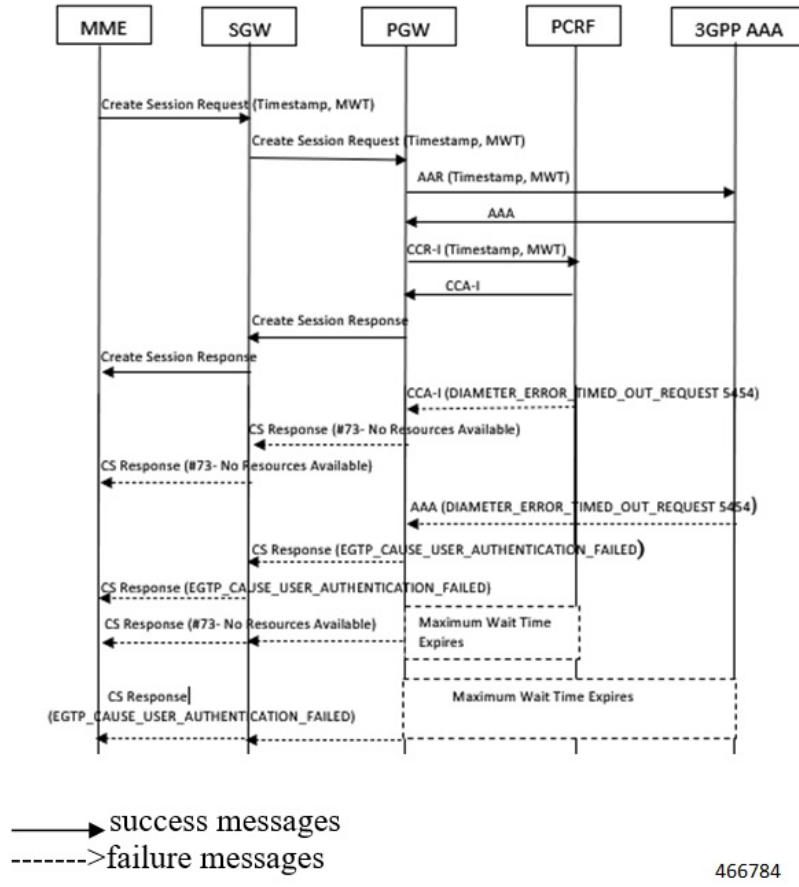 MME SGW PGW PCRF 3GPP AAA
Create Session Request (Timestamp, MWT)
Create Session Request (Timestamp, MWT)
AAR (Timestamp, MWT)
AAA
CCR-I (Timestamp, MWT)
CCA-I
Create Session Response
Create Session Response
CCA-I (DIAMETER_ERROR_TIMED_OUT_REQUEST 5454)
CS Response (#73- No Resources Available)
CS Response (#73- No Resources Available)
AAA (DIAMETER_ERROR_TIMED_OUT_REQUEST 5454)
CS Response (EGTP_CAUSE_USER_AUTHENTICATION_FAILED)
CS Response (EGTP_CAUSE_USER_AUTHENTICATION_FAILED)
CS Response (#73- No Resources Available)
Maximum Wait Time
Expires
CS Response
(EGTP_CAUSE_USER_AUTHENTICATION_FAILED)
Maximum Wait Time Expires
success messages
failure messages
466784